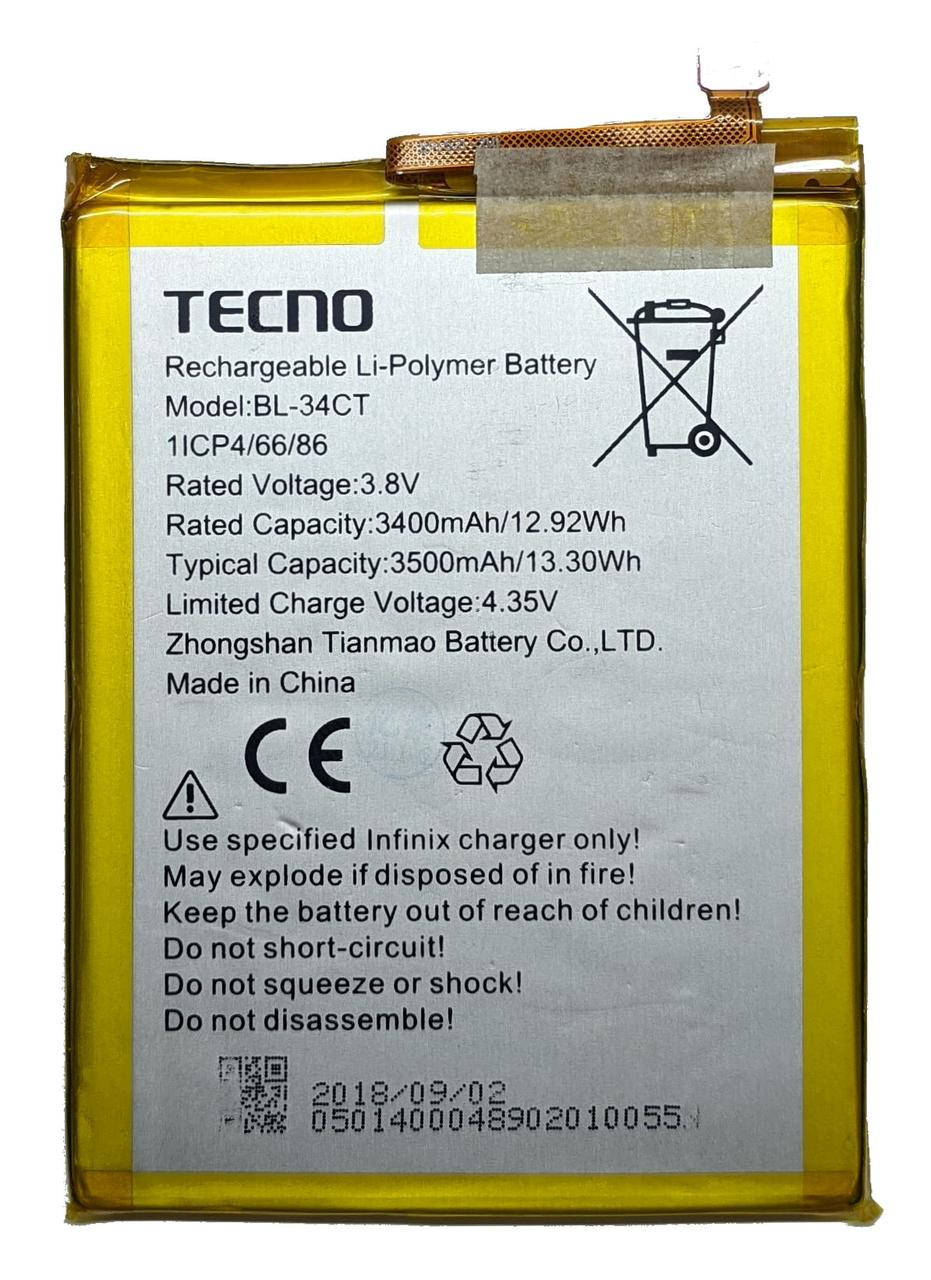 TECNO
Rechargeable Li-Polymer Battery
Model:BL-34CT
1ICP4/66/86
Rated Voltage:3.8V
Rated Capacity:3400mAh/12.92Wh
Typical Capacity:3500mAh/13.30Wh
Limited Charge Voltage:4.35V
Zhongshan Tianmao Battery Co.,LTD.
Made in China
CE
Use specified Infinix charger only!
May explode if disposed of in fire!
Keep the battery out of reach of children!
Do not short-circuit!
Do not squeeze or shock!
Do not disassemble!
2018/09/02